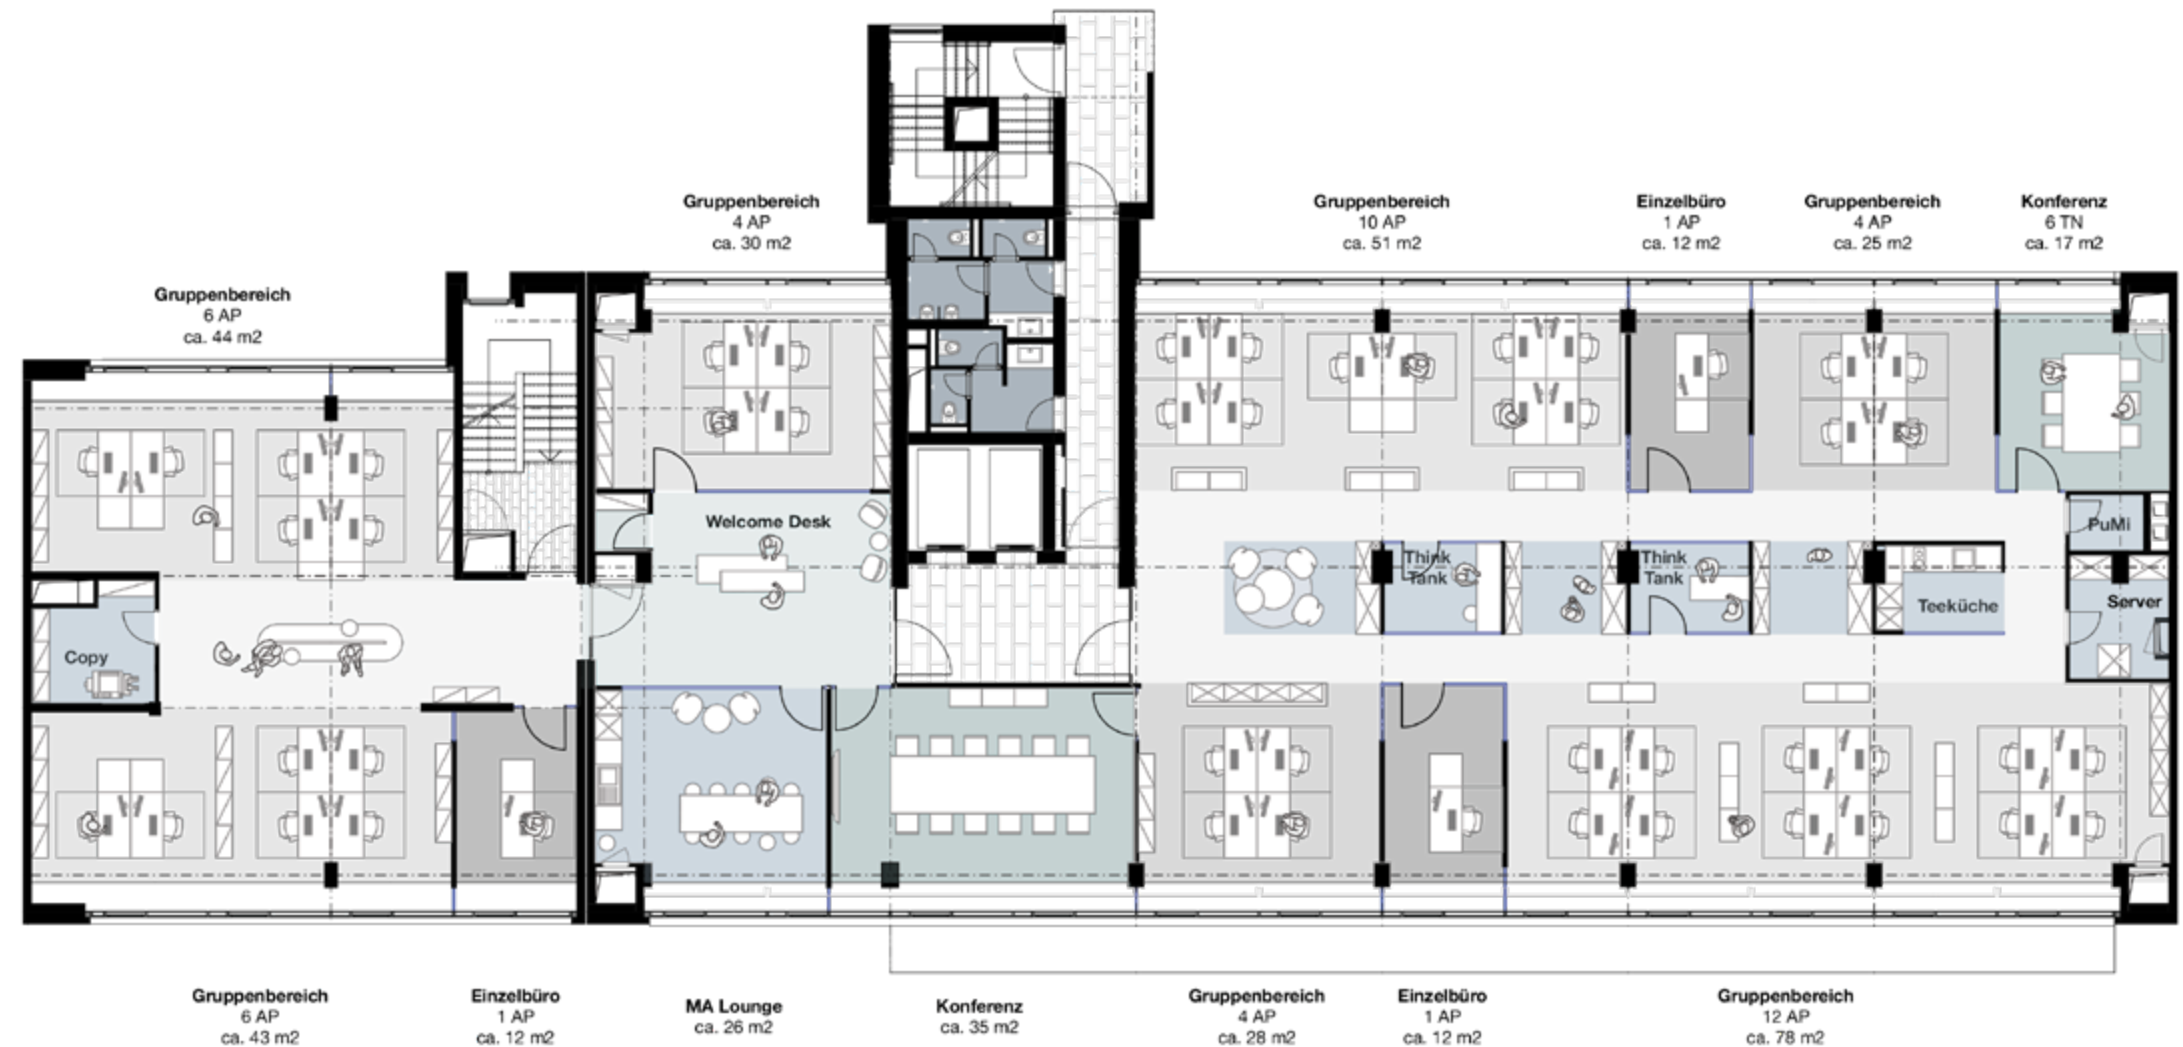 Gruppenbereich
4 AP
ca. 30 m2
Gruppenbereich
10 AP
ca. 51 m2
Einzelbüro
1 AP
ca. 12 m2
Gruppenbereich
4 AP
ca. 25 m2
Konferenz
6 TN
ca. 17 m2
Gruppenbereich
6 AP
ca. 44 m2
Welcome Desk
PuMi
Think
Tank
Think
Tank
Teeküche
Server
Copy
Gruppenbereich
6 AP
ca. 43 m2
Einzelbüro
1 AP
ca. 12 m2
MA Lounge
ca. 26 m2
Konferenz
ca. 35 m2
Gruppenbereich
4 AP
ca. 28 m2
Einzelbüro
1 AP
ca. 12 m2
Gruppenbereich
12 AP
ca. 78 m2